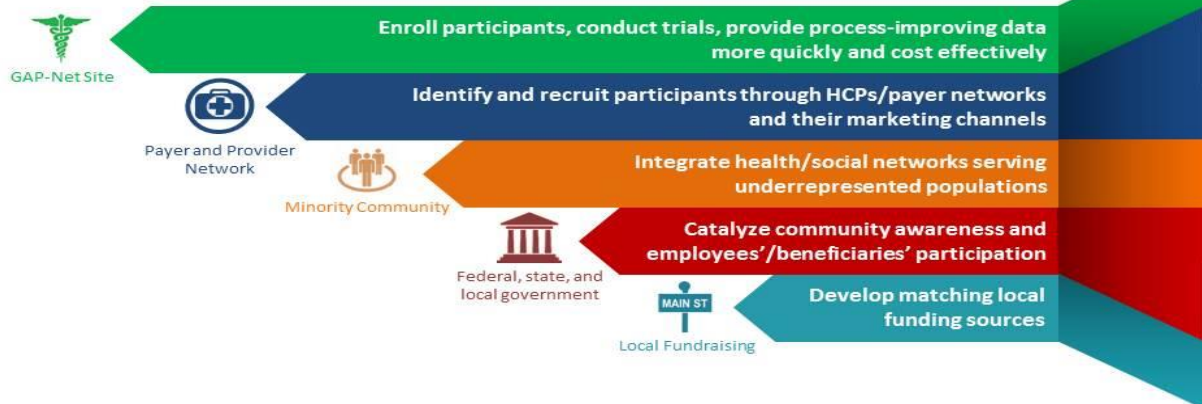 Enroll participants, conduct trials, provide process-improving data
more quickly and cost effectively
GAP-Net Site
Identify and recruit participants through HCPs/payer networks
and their marketing channels
Payer and Provider
Network
Integrate health/social networks serving
underrepresented populations
Minority Community
Catalyze community awareness and
employees’/beneficiaries’ participation
Federal, state, and
local government
MAIN ST
Develop matching local
funding sources
Local Fundraising